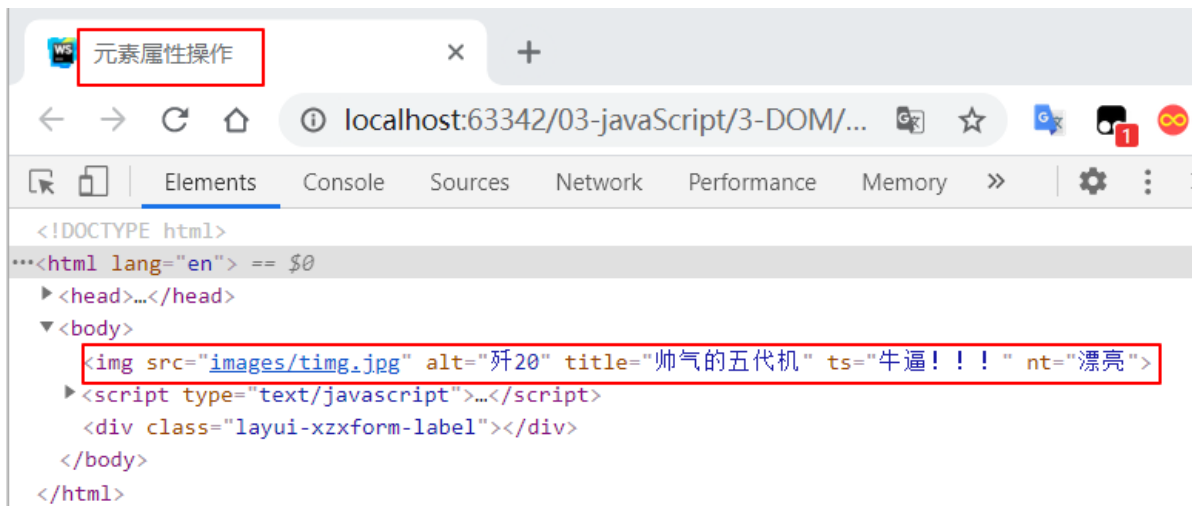 WS 元素属性操作
localhost:63342/03-javaScript/3-DOM/...
1
Elements Console Sources Network Performance Memory
<!DOCTYPE html>
…<html lang="en"> == $0
<head>…</head>
<body>
<img src="images/timg.jpg" alt="歼20" title="帅气的五代机" ts="牛逼！！！" nt="漂亮">
<script type="text/javascript">…</script>
<div class="layui-xzxform-label"></div>
</body>
</html>